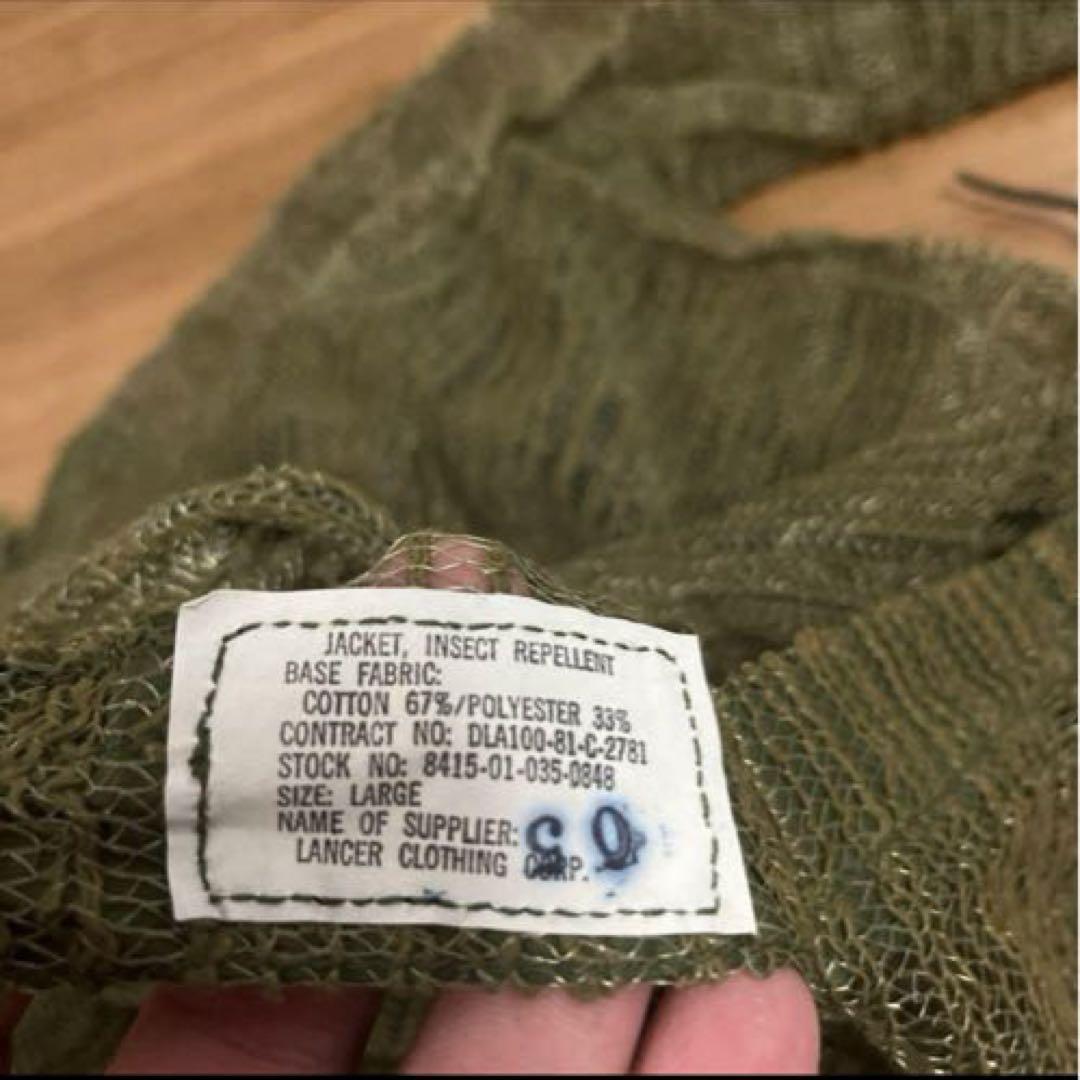 JACKET, INSECT REPELLENT
BASE FABRIC:
COTTON 67%/POLYESTER 33%
CONTRACT NO: DLA100-81-C-2781
STOCK NO: 8415-01-035-0848
SIZE: LARGE
NAME OF SUPPLIER:
LANCER CLOTHING CORP.